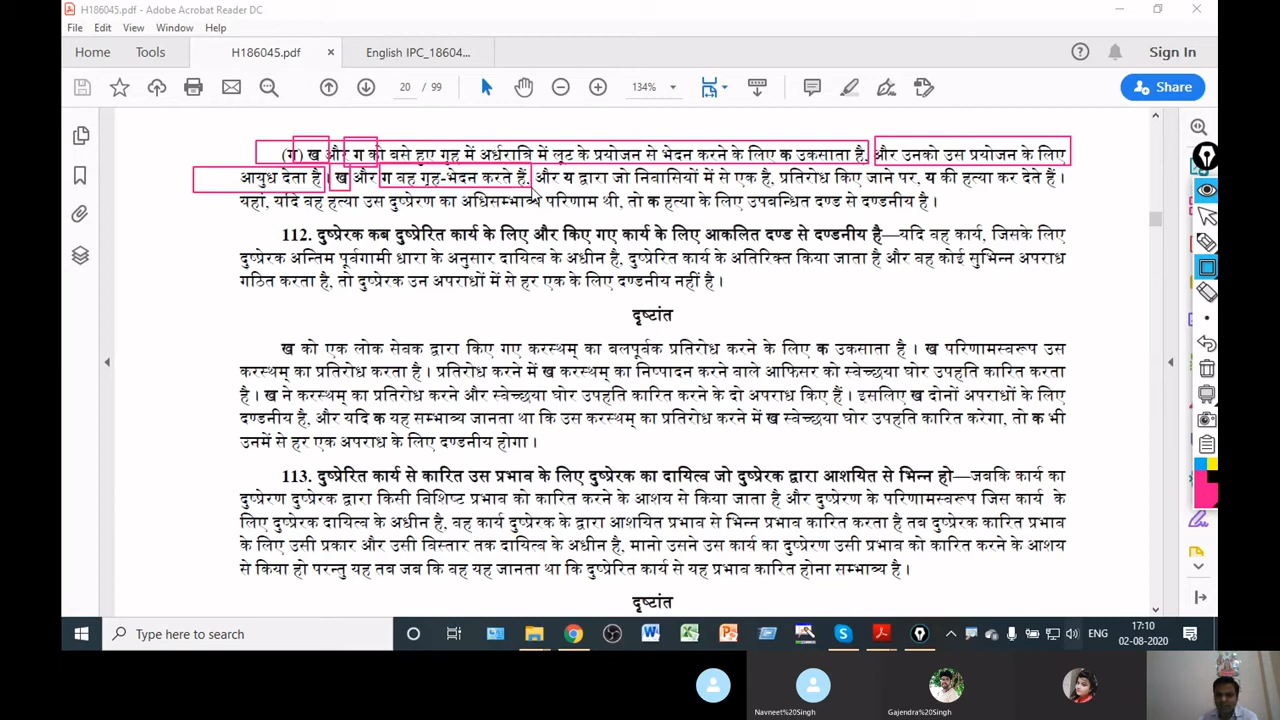 H186045.pdf - Adobe Acrobat Reader DC
File Edit View Window Help
Home Tools H186045.pdf × English IPC_18604... Sign In
20 / 99 134% Share
(ग) ख और ग को बसे हुए गृह में अर्धरात्रि में लूट के प्रयोजन से भेदन करने के लिए क उकसाता है, और उनको उस प्रयोजन के लिए
आयुध देता है । ख और ग वह गृह-भेदन करते हैं, और य द्वारा जो निवासियों में से एक है, प्रतिरोध किए जाने पर, य की हत्या कर देते हैं ।
यहां, यदि वह हत्या उस दुष्प्रेरण का अधिसम्भाव्य परिणाम थी, तो क हत्या के लिए उपबन्धित दण्ड से दण्डनीय है ।
112. दुष्प्रेरक कब दुष्प्रेरित कार्य के लिए और किए गए कार्य के लिए आकलित दण्ड से दण्डनीय है—यदि वह कार्य, जिसके लिए
दुष्प्रेरक अन्तिम पूर्वगामी धारा के अनुसार दायित्व के अधीन है, दुष्प्रेरित कार्य के अतिरिक्त किया जाता है और वह कोई सुभिन्न अपराध
गठित करता है, तो दुष्प्रेरक उन अपराधों में से हर एक के लिए दण्डनीय नहीं है ।
दृष्टांत
ख को एक लोक सेवक द्वारा किए गए करस्थम् का बलपूर्वक प्रतिरोध करने के लिए क उकसाता है । ख परिणामस्वरूप उस
करस्थम् का प्रतिरोध करता है । प्रतिरोध करने में ख करस्थम् का निष्पादन करने वाले आफिसर को स्वेच्छया घोर उपहति कारित करता
है । ख ने करस्थम् का प्रतिरोध करने और स्वेच्छया घोर उपहति कारित करने के दो अपराध किए हैं । इसलिए ख दोनों अपराधों के लिए
दण्डनीय है, और यदि क यह सम्भाव्य जानता था कि उस करस्थम् का प्रतिरोध करने में ख स्वेच्छया घोर उपहति कारित करेगा, तो क भी
उनमें से हर एक अपराध के लिए दण्डनीय होगा ।
113. दुष्प्रेरित कार्य से कारित उस प्रभाव के लिए दुष्प्रेरक का दायित्व जो दुष्प्रेरक द्वारा आशयित से भिन्न हो—जबकि कार्य का
दुष्प्रेरण दुष्प्रेरक द्वारा किसी विशिष्ट प्रभाव को कारित करने के आशय से किया जाता है और दुष्प्रेरण के परिणामस्वरूप जिस कार्य के
लिए दुष्प्रेरक दायित्व के अधीन है, वह कार्य दुष्प्रेरक के द्वारा आशयित प्रभाव से भिन्न प्रभाव कारित करता है तब दुष्प्रेरक कारित प्रभाव
के लिए उसी प्रकार और उसी विस्तार तक दायित्व के अधीन है, मानो उसने उस कार्य का दुष्प्रेरण उसी प्रभाव को कारित करने के आशय
से किया हो परन्तु यह तब जब कि वह यह जानता था कि दुष्प्रेरित कार्य से यह प्रभाव कारित होना सम्भाव्य है ।
दृष्टांत
Type here to search ENG 17:10
02-08-2020
Navneet%20Singh Gajendra%20Singh